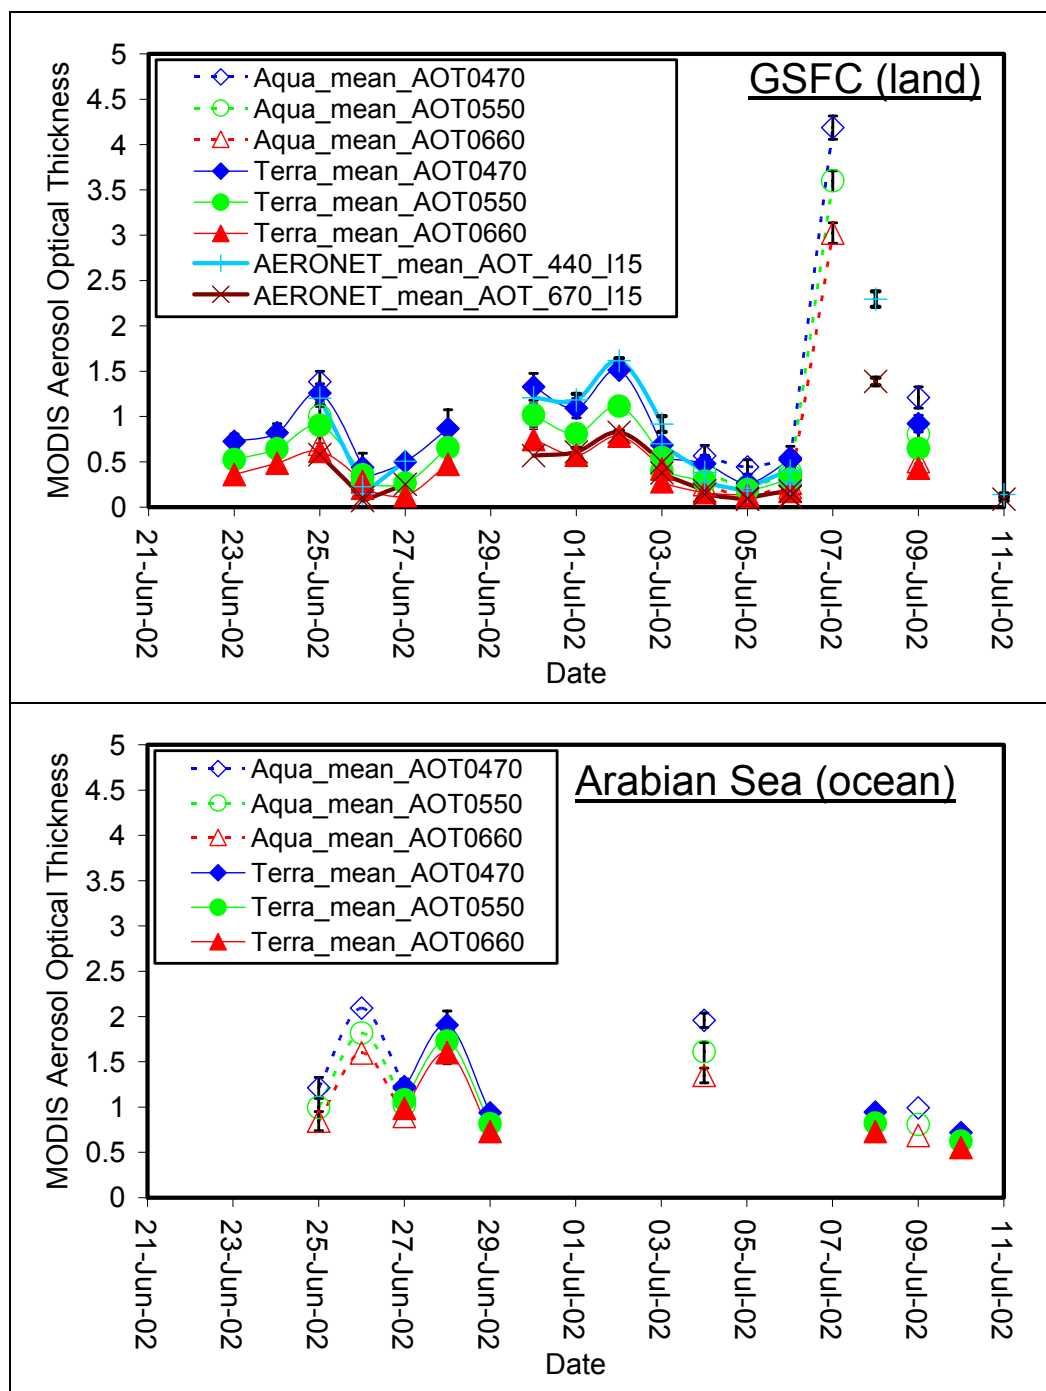 GSFC (land)
MODIS Aerosol Optical Thickness
5
4.5
4
3.5
3
2.5
2
1.5
1
0.5
0
Aqua_mean_AOT0470
Aqua_mean_AOT0550
Aqua_mean_AOT0660
Terra_mean_AOT0470
Terra_mean_AOT0550
Terra_mean_AOT0660
AERONET_mean_AOT_440_l15
AERONET_mean_AOT_670_l15
21-Jun-02
23-Jun-02
25-Jun-02
27-Jun-02
29-Jun-02
01-Jul-02
03-Jul-02
05-Jul-02
07-Jul-02
09-Jul-02
11-Jul-02
Date
Arabian Sea (ocean)
MODIS Aerosol Optical Thickness
5
4.5
4
3.5
3
2.5
2
1.5
1
0.5
0
Aqua_mean_AOT0470
Aqua_mean_AOT0550
Aqua_mean_AOT0660
Terra_mean_AOT0470
Terra_mean_AOT0550
Terra_mean_AOT0660
21-Jun-02
23-Jun-02
25-Jun-02
27-Jun-02
29-Jun-02
01-Jul-02
03-Jul-02
05-Jul-02
07-Jul-02
09-Jul-02
11-Jul-02
Date